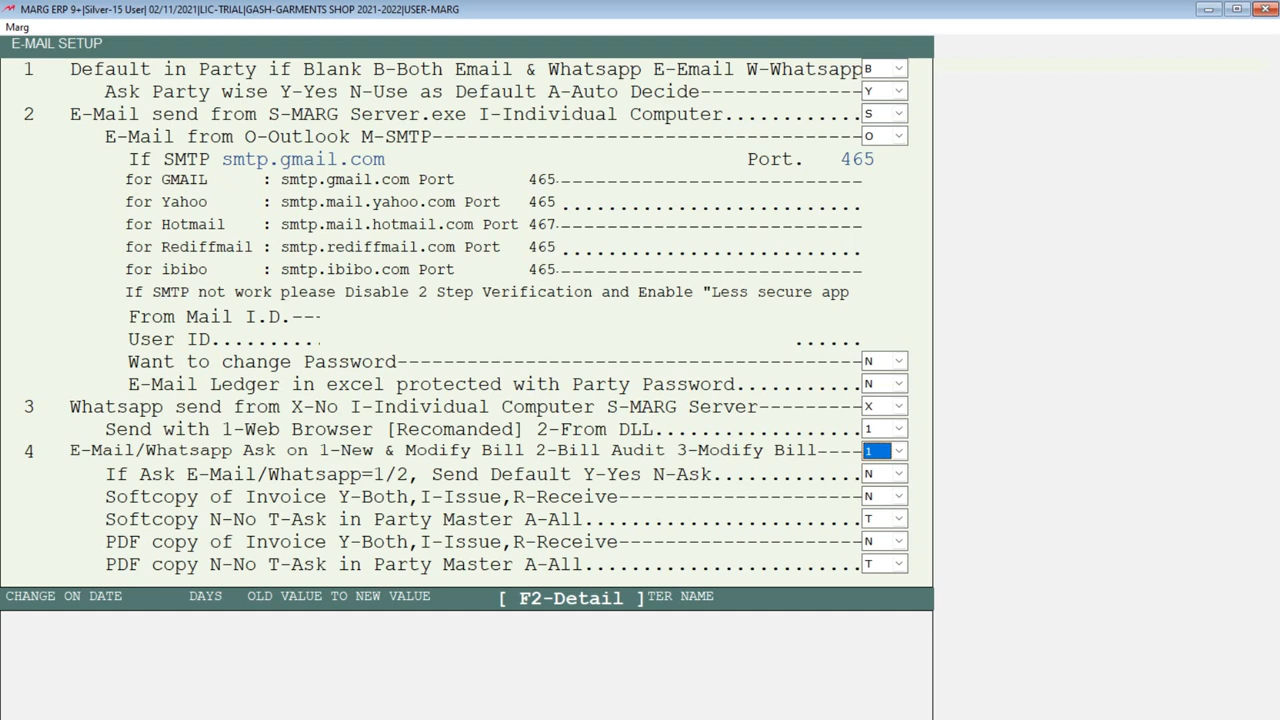 MARG ERP 9+|Silver-15 User| 02/11/2021|LIC-TRIAL|GASH-GARMENTS SHOP 2021-2022|USER-MARG
Marg
E-MAIL SETUP
1 Default in Party if Blank B-Both Email & Whatsapp E-Email W-Whatsapp B
Ask Party wise Y-Yes N-Use as Default A-Auto Decide-------------- Y
2 E-Mail send from S-MARG Server.exe I-Individual Computer............ S
E-Mail from O-Outlook M-SMTP------------------------------------- O
If SMTP smtp.gmail.com Port. 465
for GMAIL : smtp.gmail.com Port 465-----------------------------------
for Yahoo : smtp.mail.yahoo.com Port 465 ..........................
for Hotmail : smtp.mail.hotmail.com Port 467-----------------------------------
for Rediffmail : smtp.rediffmail.com Port 465 ..........................
for ibibo : smtp.ibibo.com Port 465-----------------------------------
If SMTP not work please Disable 2 Step Verification and Enable "Less secure app
From Mail I.D.---
User ID.......... ......
Want to change Password---------------------------------------- N
E-Mail Ledger in excel protected with Party Password........... N
3 Whatsapp send from X-No I-Individual Computer S-MARG Server--------- X
Send with 1-Web Browser [Recomanded] 2-From DLL.................. 1
4 E-Mail/Whatsapp Ask on 1-New & Modify Bill 2-Bill Audit 3-Modify Bill---- 1
If Ask E-Mail/Whatsapp=1/2, Send Default Y-Yes N-Ask............. N
Softcopy of Invoice Y-Both,I-Issue,R-Receive--------------------- N
Softcopy N-No T-Ask in Party Master A-All........................ T
PDF copy of Invoice Y-Both,I-Issue,R-Receive--------------------- N
PDF copy N-No T-Ask in Party Master A-All........................ T
CHANGE ON DATE DAYS OLD VALUE TO NEW VALUE [ F2-Detail ]TER NAME